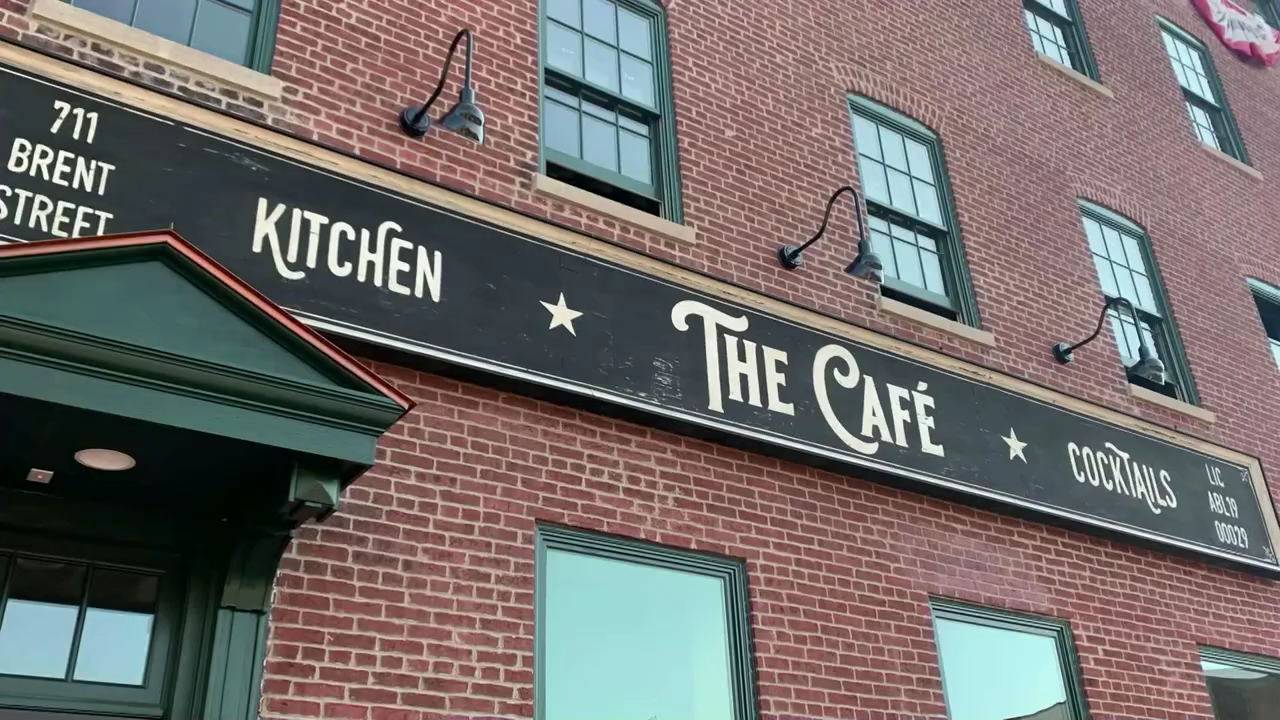 711
BRENT
STREET
KITCHEN
THE CAFÉ
COCKTAILS
LIC
ABL19
00029